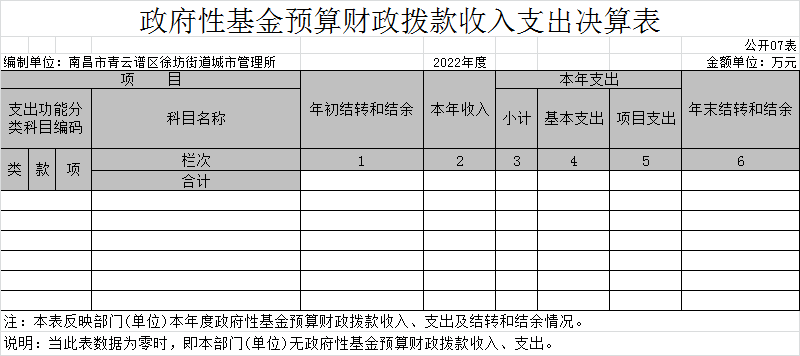 政府性基金预算财政拨款收入支出决算表
公开07表
编制单位：南昌市青云谱区徐坊街道城市管理所 2022年度 金额单位：万元
项 目 年初结转和结余 本年收入 本年支出 年末结转和结余
支出功能分类科目编码 科目名称 小计 基本支出 项目支出
类 款 项 栏次 1 2 3 4 5 6
合计
注：本表反映部门(单位)本年度政府性基金预算财政拨款收入、支出及结转和结余情况。
说明：当此表数据为零时，即本部门(单位)无政府性基金预算财政拨款收入、支出。